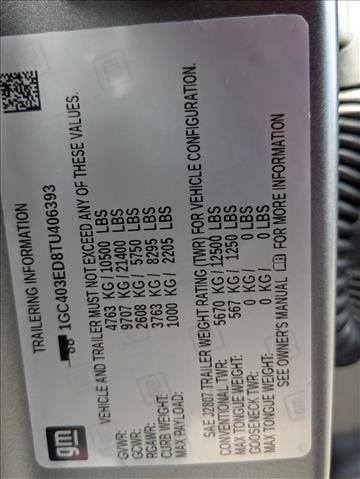 TRAILERING INFORMATION
1GC403ED8TU406393
VEHICLE AND TRAILER MUST NOT EXCEED ANY OF THESE VALUES.
GVWR: 4763 KG/10500 LBS
GCWR: 9707 KG/ 21400 LBS
RGAWR: 2608 KG/ 5750 LBS
CURB WEIGHT: 3763 KG/ 8295 LBS
MAX PAYLOAD: 1000 KG/ 2205 LBS
SAE J2807 TRAILER WEIGHT RATING (TWR) FOR VEHICLE CONFIGURATION.
CONVENTIONAL TWR: 5670 KG/ 12500 LBS
MAX TONGUE WEIGHT: 567 KG/ 1250 LBS
GOOSENECK TWR: 0 KG/ 0 LBS
MAX TONGUE WEIGHT: 0 KG/ 0 LBS
SEE OWNER'S MANUAL FOR MORE INFORMATION
gm